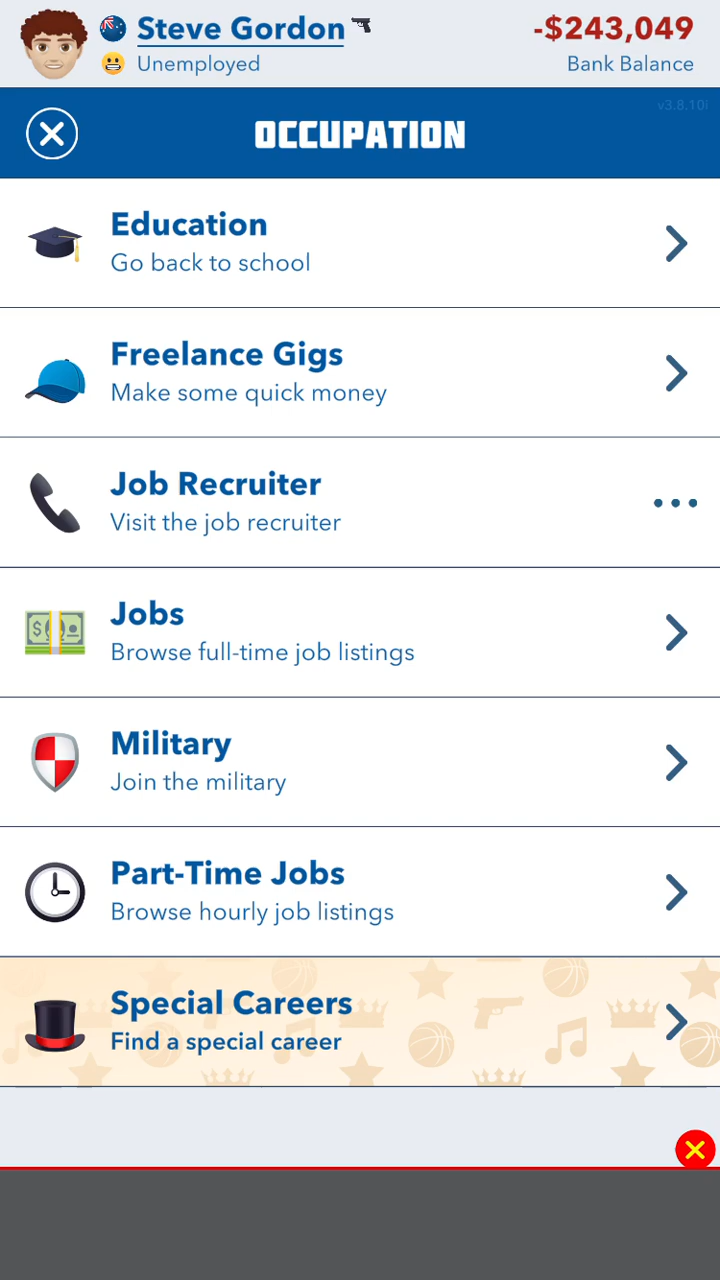 Steve Gordon
-$243,049
Unemployed
Bank Balance
v3.8.10i
OCCUPATION
Education
Go back to school
Freelance Gigs
Make some quick money
Job Recruiter
Visit the job recruiter
Jobs
Browse full-time job listings
Military
Join the military
Part-Time Jobs
Browse hourly job listings
Special Careers
Find a special career